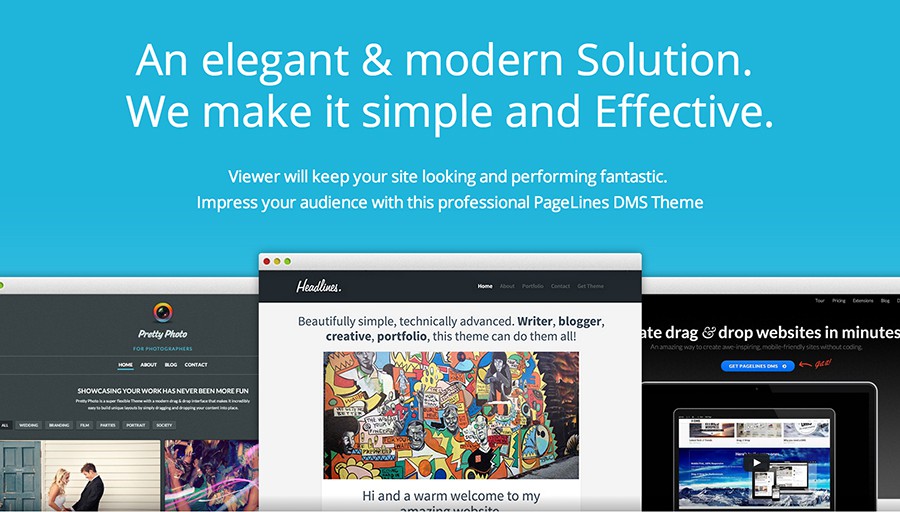 An elegant & modern Solution.
We make it simple and Effective.
Viewer will keep your site looking and performing fantastic.
Impress your audience with this professional PageLines DMS Theme
Pretty Photo
FOR PHOTOGRAPHERS
HOME ABOUT BLOG CONTACT
SHOWCASING YOUR WORK HAS NEVER BEEN MORE FUN
Pretty Photo is a super flexible Theme with a modern drag & drop interface that makes it incredibly
easy to build unique layouts by simply dragging and dropping your content into place.
ALL WEDDING BRANDING FILM PARTIES PORTRAIT SOCIETY
Headlines.
Home About Portfolio Contact Get Theme
Beautifully simple, technically advanced. Writer, blogger,
creative, portfolio, this theme can do them all!
Hi and a warm welcome to my
amazing website
Tour Pricing Extensions Blog D
ate drag & drop websites in minutes
An amazing way to create awe-inspiring, mobile-friendly sites without coding.
GET PAGELINES DMS